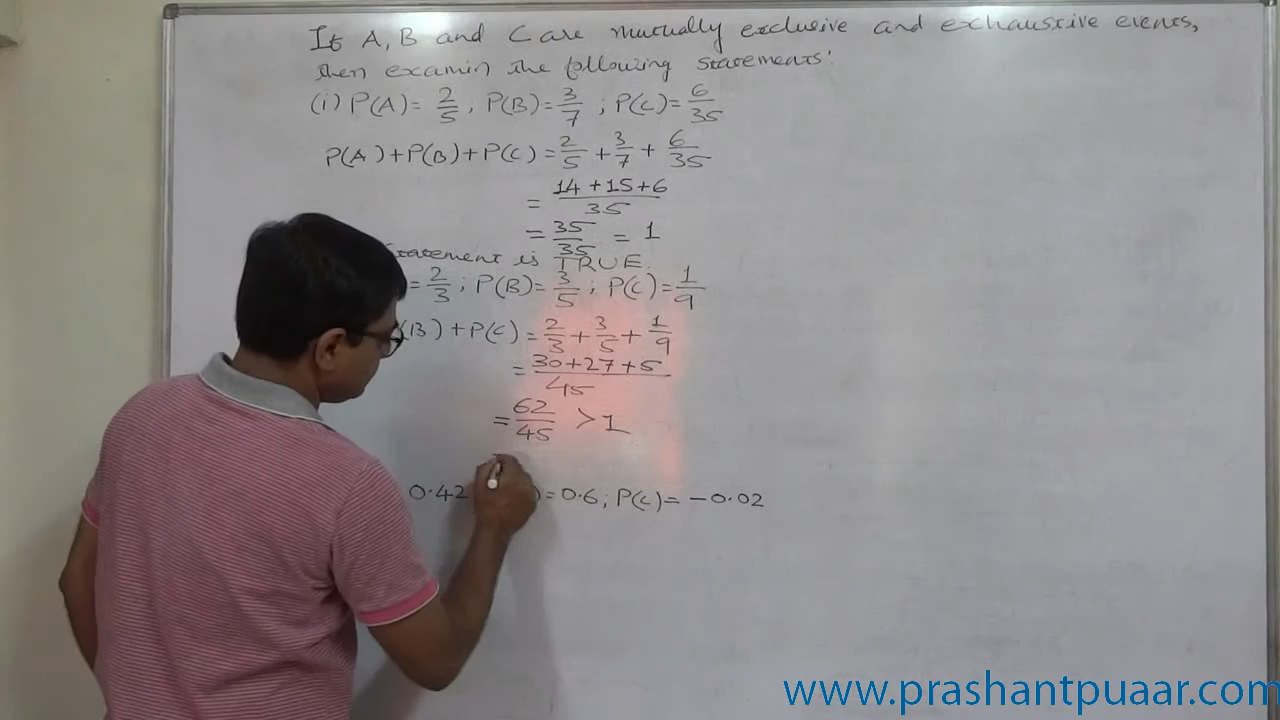 If A, B and C are mutually exclusive and exhaustive events,
then examin the following statements:
(i) P(A) = 2/5, P(B) = 3/7 ; P(C) = 6/35
P(A) + P(B) + P(C) = 2/5 + 3/7 + 6/35
= 14 + 15 + 6 / 35
= 35/35 = 1
Statement is TRUE.
= 2/3 ; P(B) = 3/5 ; P(C) = 1/9
(B) + P(C) = 2/3 + 3/5 + 1/9
= 30 + 27 + 5 / 45
= 62/45 > 1
0.42 ) = 0.6 ; P(C) = -0.02
www.prashantpuaar.com